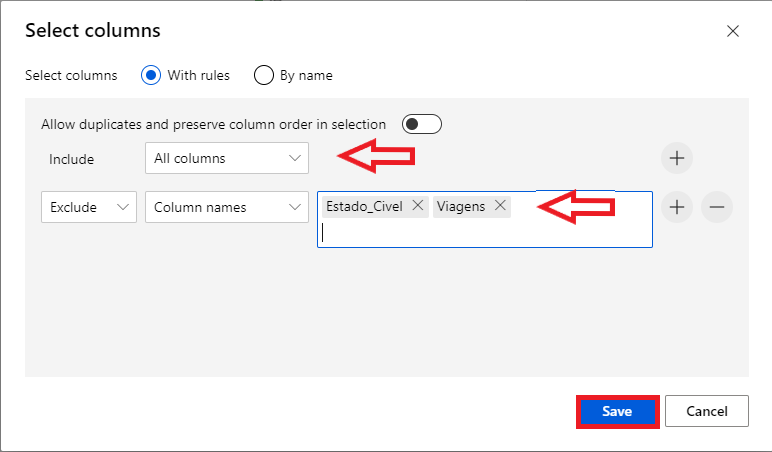 Select columns
Select columns With rules By name
Allow duplicates and preserve column order in selection
Include All columns
Exclude Column names Estado_Civel Viagens
Save Cancel